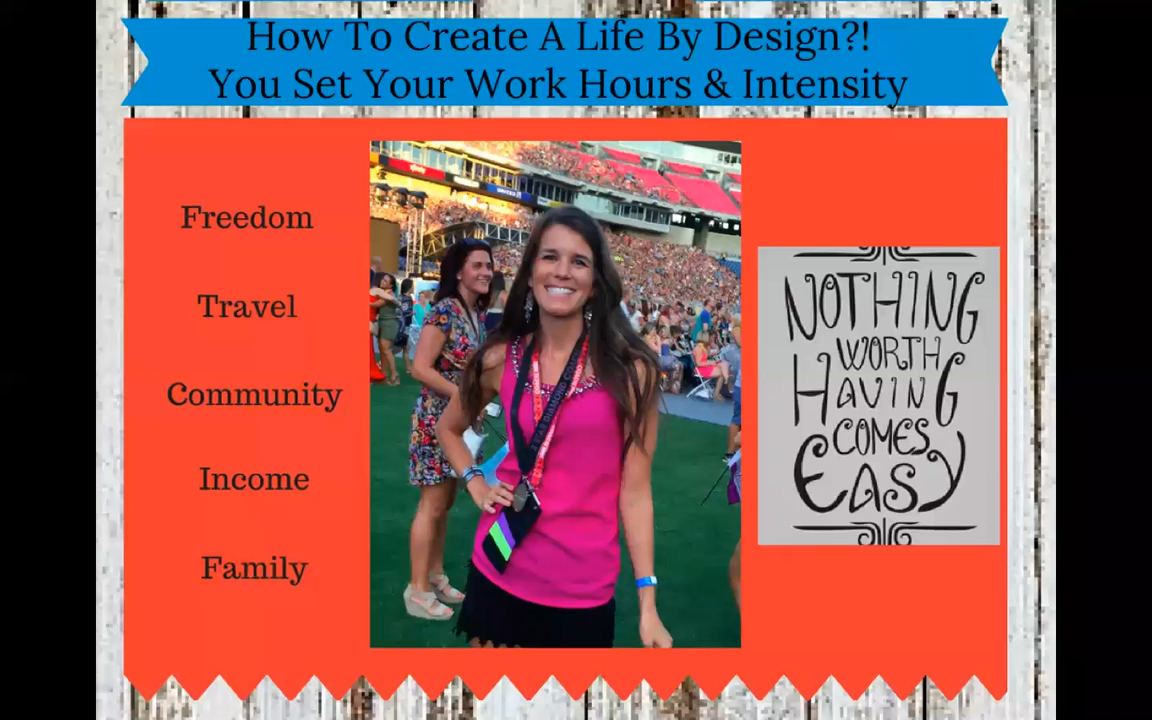 How To Create A Life By Design?!
You Set Your Work Hours & Intensity
Freedom
Travel
Community
Income
Family
NOTHING
WORTH
HAVING
COMES
EASY